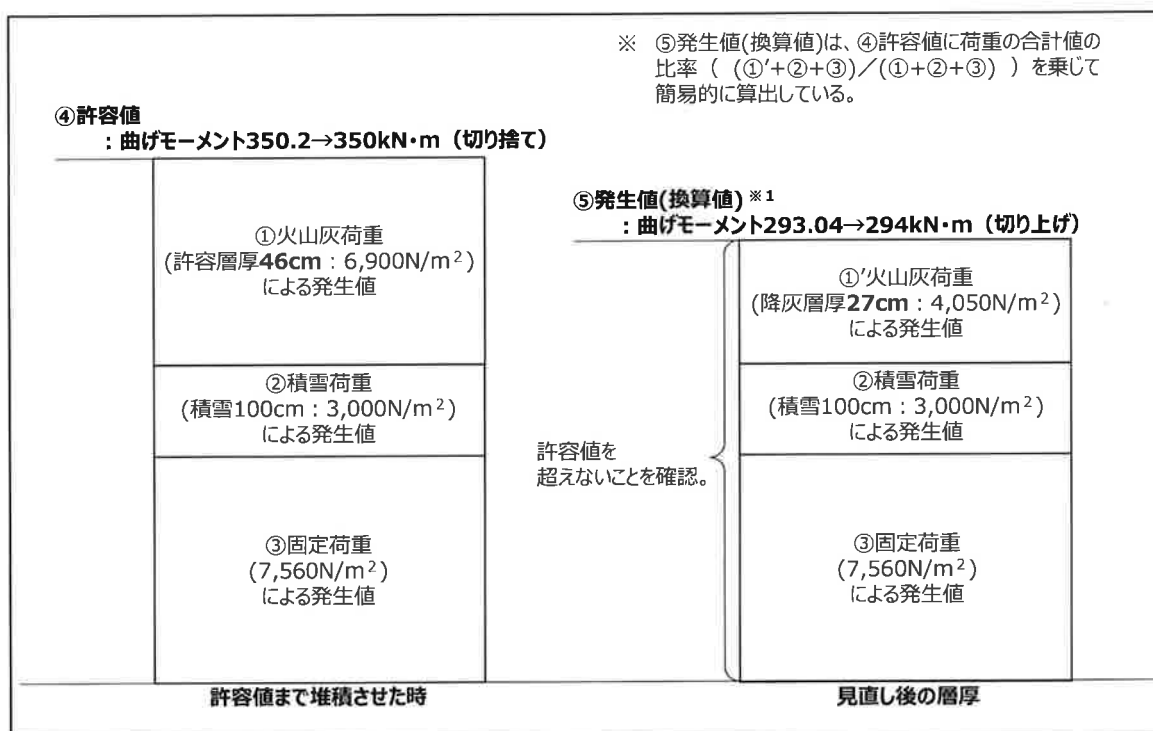 ※ ⑤発生値(換算値)は、④許容値に荷重の合計値の
比率（ (①'+②+③)/(①+②+③) ）を乗じて
簡易的に算出している。
④許容値
：曲げモーメント350.2→350kN・m（切り捨て）
①火山灰荷重
(許容層厚46cm：6,900N/m²)
による発生値
②積雪荷重
(積雪100cm：3,000N/m²)
による発生値
③固定荷重
(7,560N/m²)
による発生値
許容値まで堆積させた時
⑤発生値(換算値)※1
：曲げモーメント293.04→294kN・m（切り上げ）
①'火山灰荷重
(降灰層厚27cm：4,050N/m²)
による発生値
②積雪荷重
(積雪100cm：3,000N/m²)
による発生値
許容値を
超えないことを確認。
③固定荷重
(7,560N/m²)
による発生値
見直し後の層厚